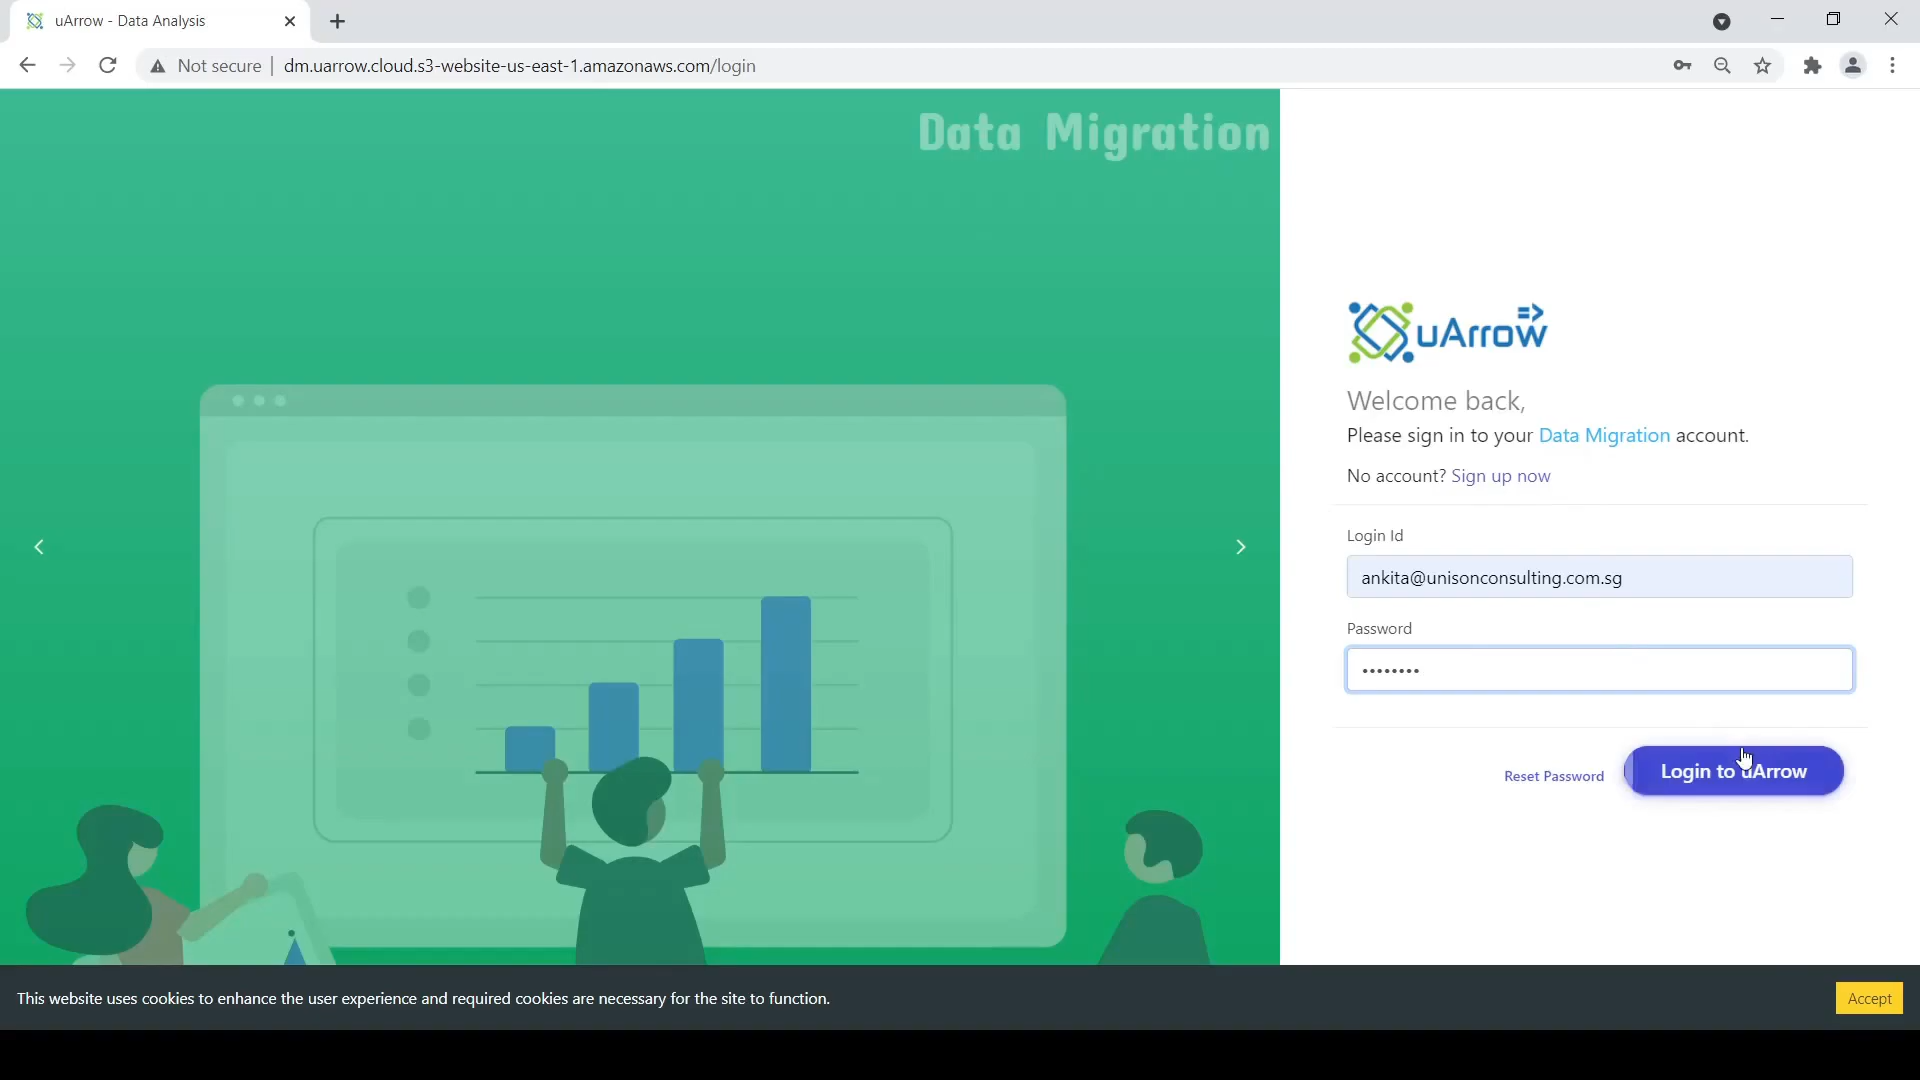 uArrow - Data Analysis
Not secure | dm.uarrow.cloud.s3-website-us-east-1.amazonaws.com/login
Data Migration
uArrow
Welcome back,
Please sign in to your Data Migration account.
No account? Sign up now
Login Id
ankita@unisonconsulting.com.sg
Password
••••••••
Reset Password
Login to uArrow
This website uses cookies to enhance the user experience and required cookies are necessary for the site to function.
Accept